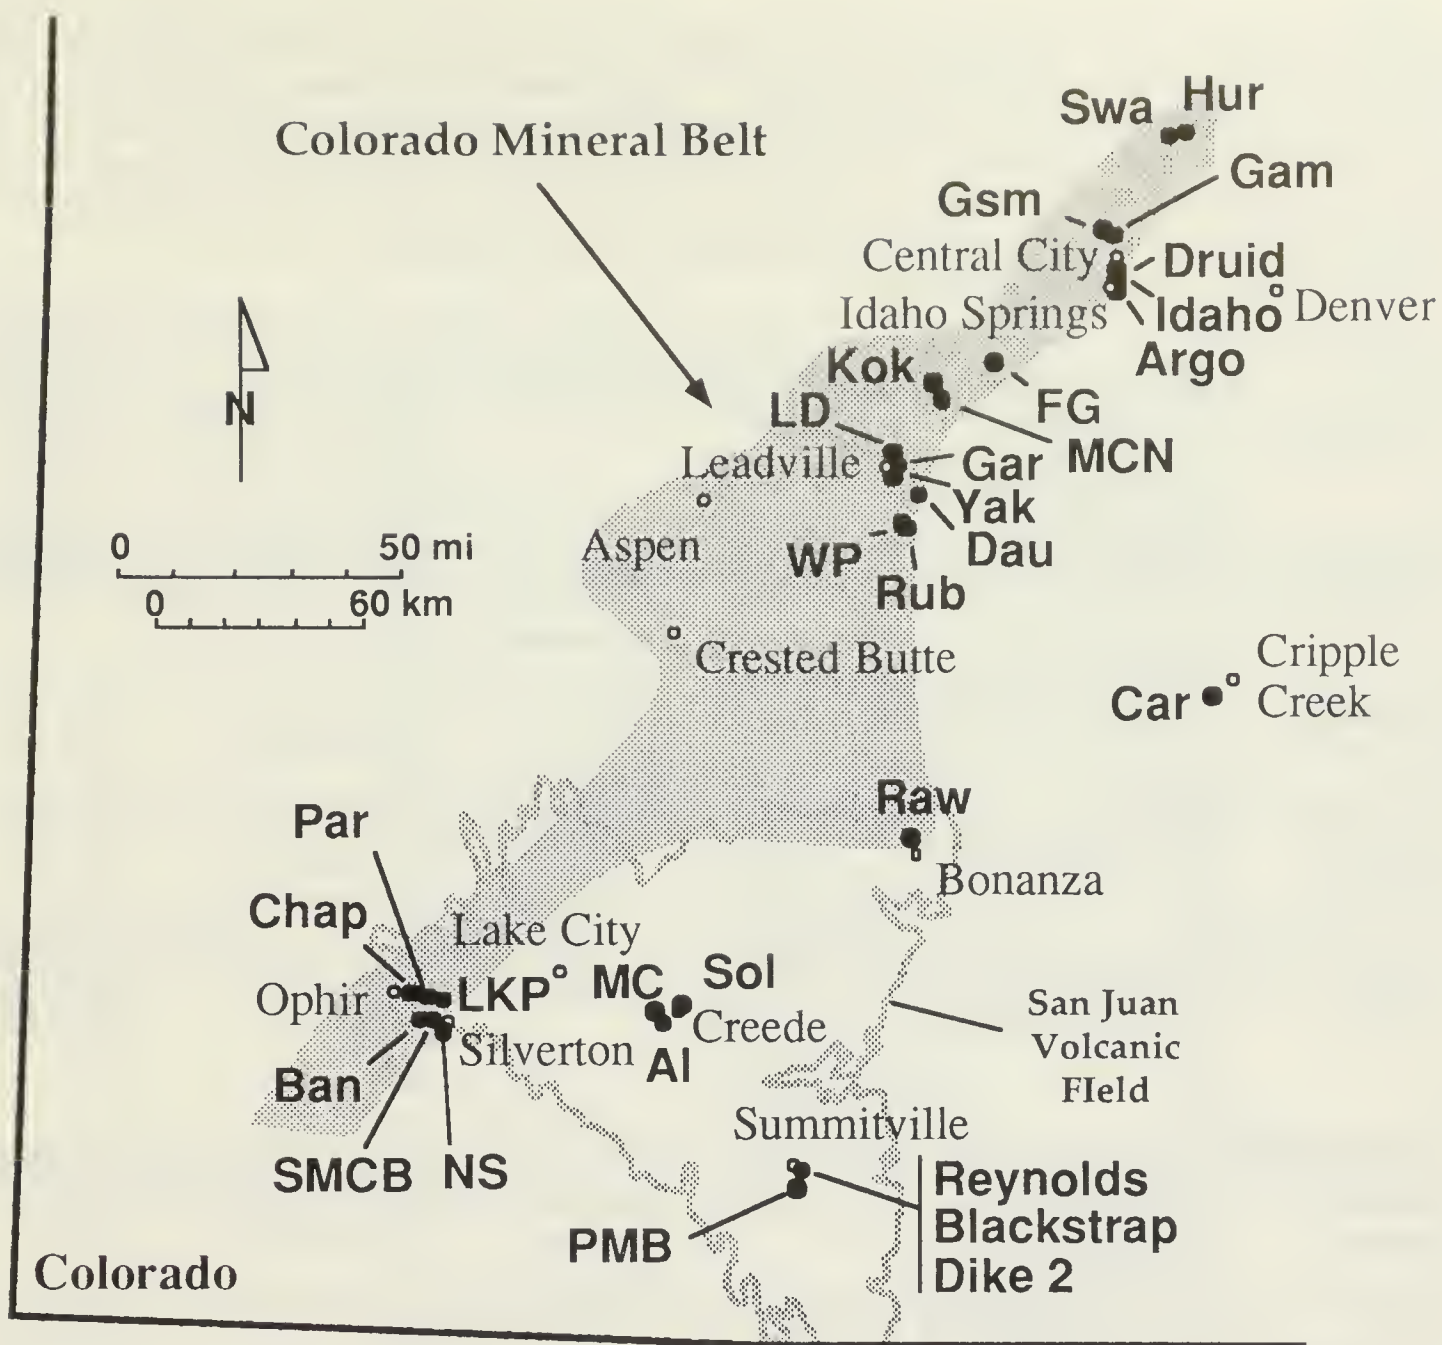 Swa Hur
Colorado Mineral Belt
Gam
Gsm
Central City
Druid
Idaho Springs
Idaho
Denver
Argo
Kok
FG
LD
MCN
Leadville
Gar
Yak
Dau
Aspen
WP
Rub
N
0 50 mi
0 60 km
Crested Butte
Cripple
Creek
Car
Raw
Bonanza
Par
Chap
Lake City
Ophir
LKP
MC
Sol
Creede
Silverton
Al
Ban
San Juan
Volcanic
FIeld
Summitville
SMCB
NS
Reynolds
Blackstrap
Dike 2
PMB
Colorado